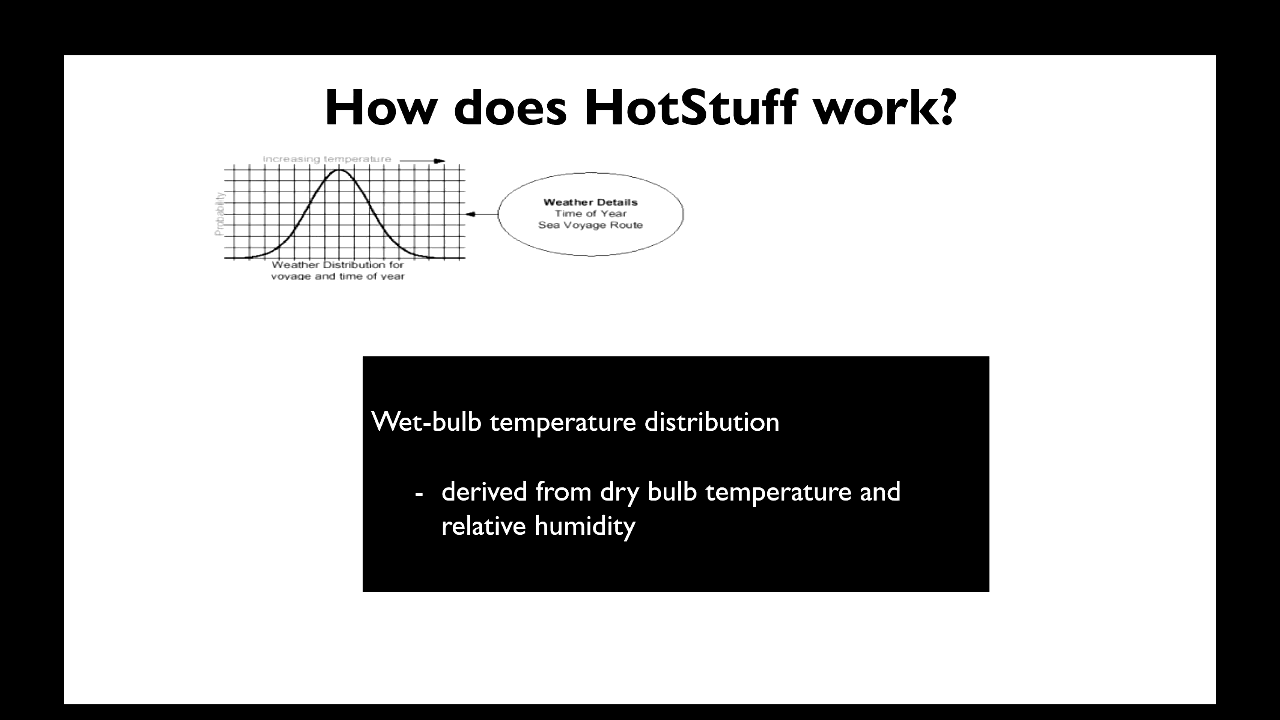 How does HotStuff work?
Increasing temperature
Probability
Weather Details
Time of Year
Sea Voyage Route
Weather Distribution for
voyage and time of year
Wet-bulb temperature distribution
- derived from dry bulb temperature and
relative humidity